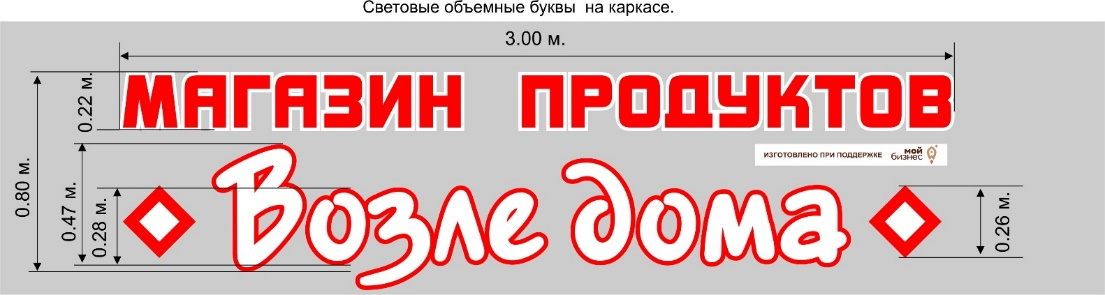 Световые объемные буквы на каркасе.
3.00 м.
МАГАЗИН ПРОДУКТОВ
0.22 м.
0.80 м.
ИЗГОТОВЛЕНО ПРИ ПОДДЕРЖКЕ мой бизнес
Возле дома
0.47 м.
0.28 м.
0.26 м.